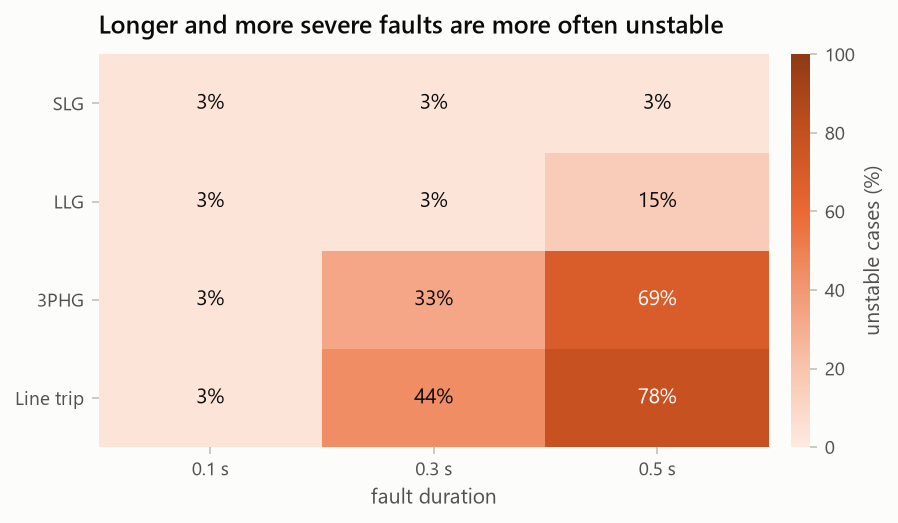 Longer and more severe faults are more often unstable
SLG 3% 3% 3%
LLG 3% 3% 15%
3PHG 3% 33% 69%
Line trip 3% 44% 78%
0.1 s 0.3 s 0.5 s
fault duration
100
80
60
40
20
0
unstable cases (%)